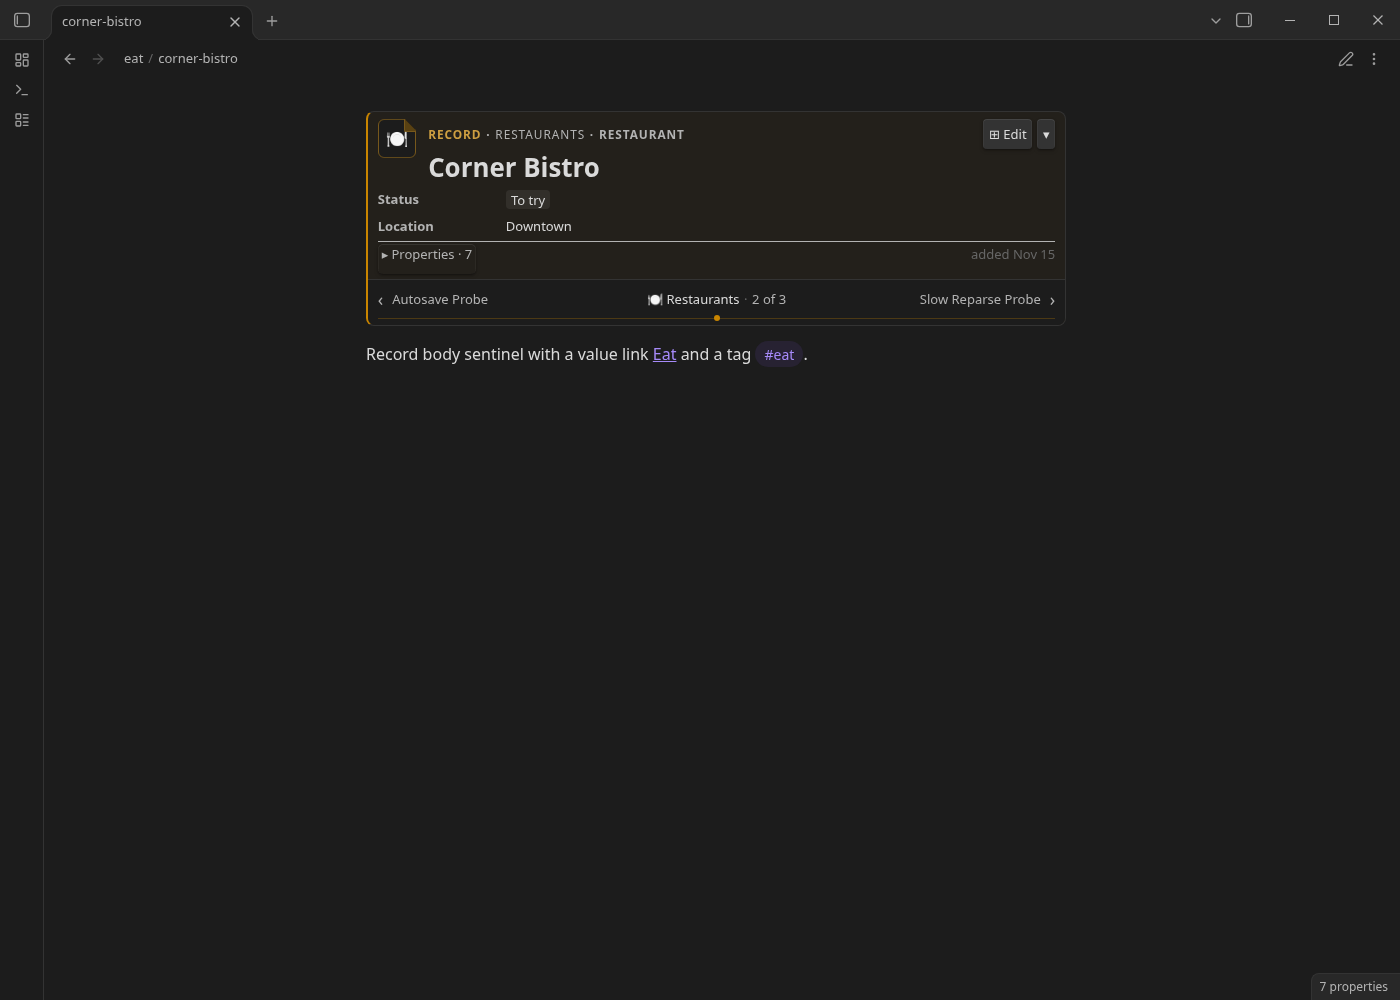 corner-bistro
eat / corner-bistro
RECORD · RESTAURANTS · RESTAURANT
Edit ▾
Corner Bistro
Status To try
Location Downtown
▸ Properties · 7 added Nov 15
‹ Autosave Probe Restaurants · 2 of 3 Slow Reparse Probe ›
Record body sentinel with a value link Eat and a tag #eat.
7 properties